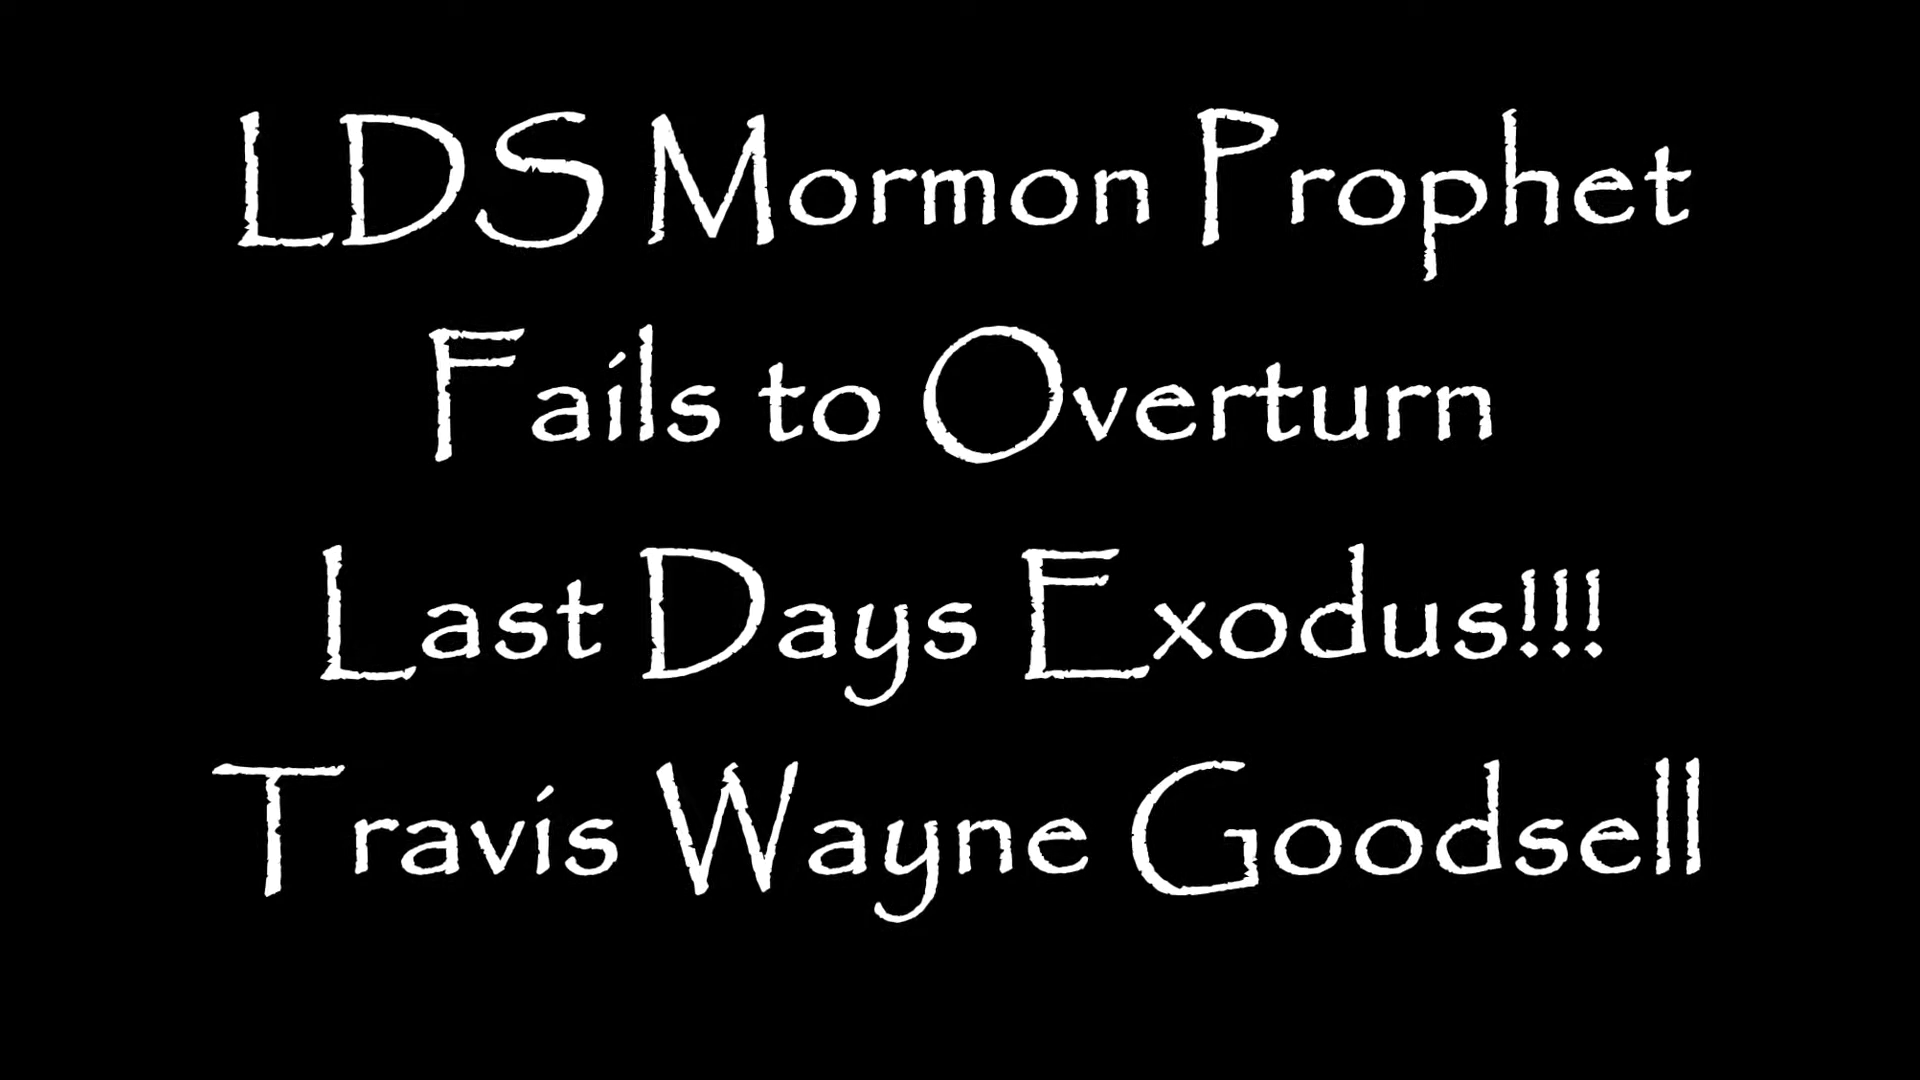 LDS Mormon Prophet
Fails to Overturn
Last Days Exodus!!!
Travis Wayne Goodsell